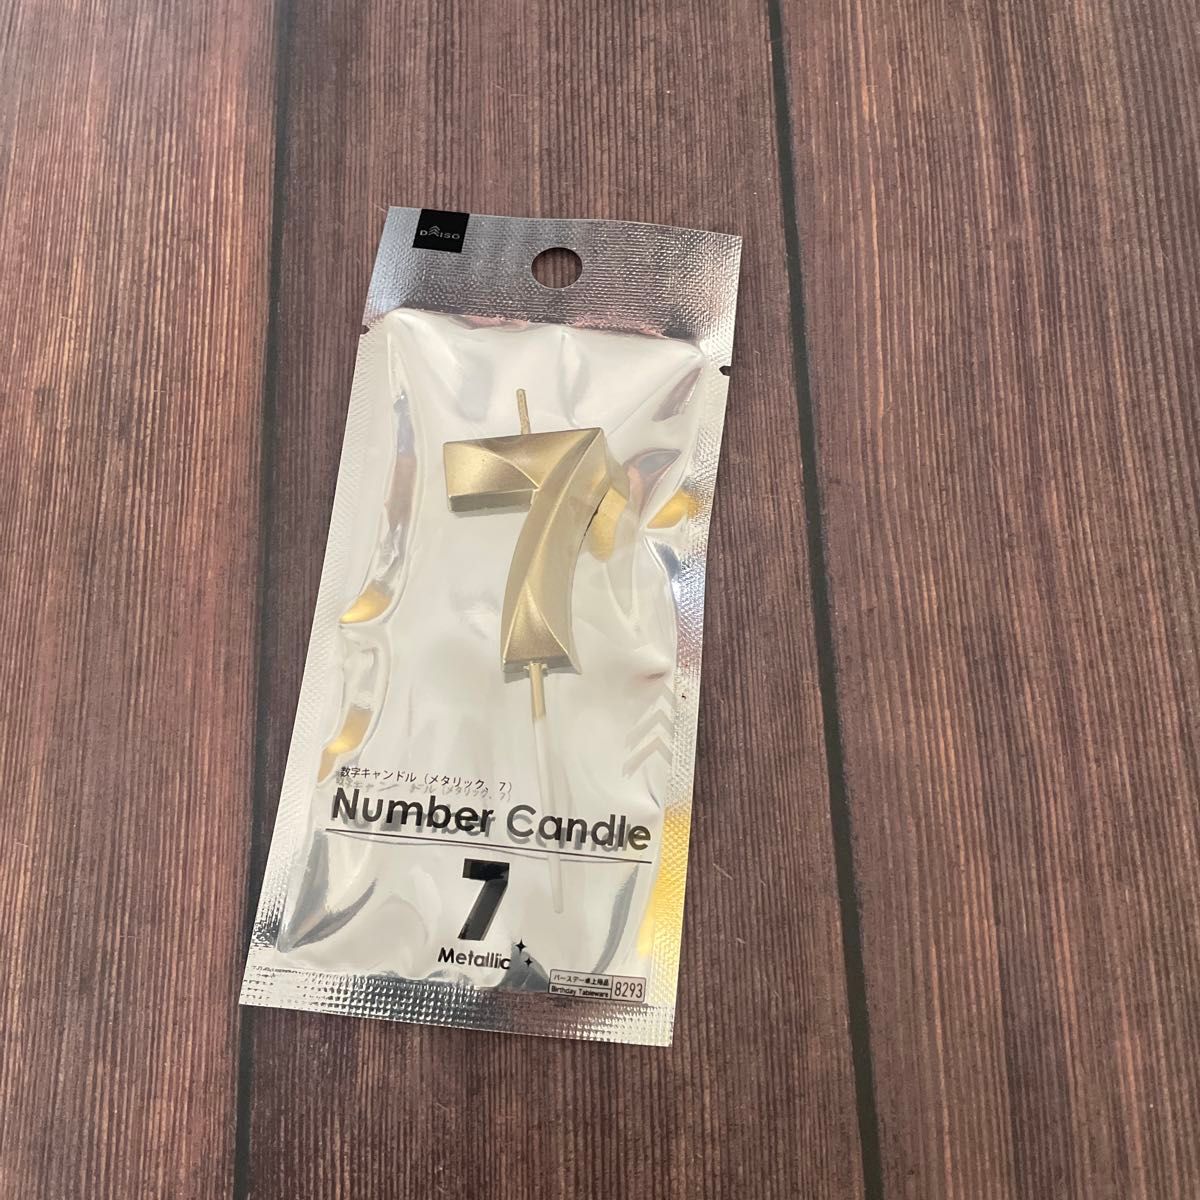 DAISO
数字キャンドル（メタリック、7）
Number Candle
7
Metallic
バースデー卓上用品
Birthday Tableware
8293